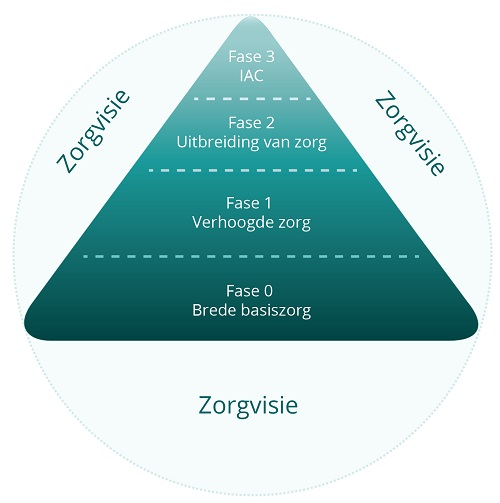 Fase 3
IAC
Zorgvisie
Zorgvisie
Fase 2
Uitbreiding van zorg
Fase 1
Verhoogde zorg
Fase 0
Brede basiszorg
Zorgvisie